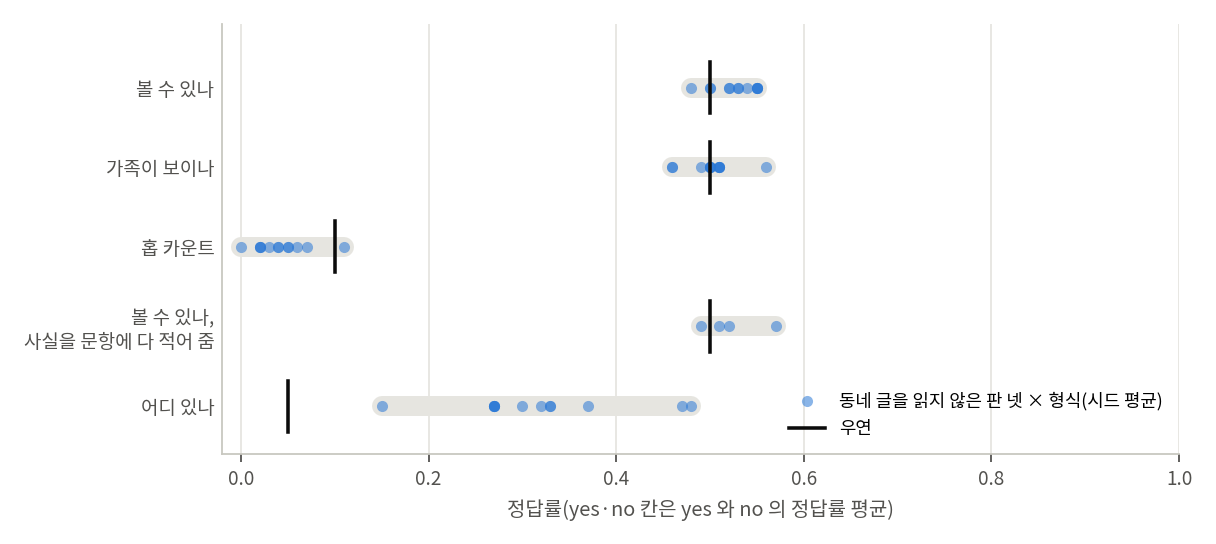 볼 수 있나
가족이 보이나
홉 카운트
볼 수 있나,
사실을 문항에 다 적어 줌
어디 있나
동네 글을 읽지 않은 판 넷 × 형식(시드 평균)
우연
0.0 0.2 0.4 0.6 0.8 1.0
정답률(yes·no 칸은 yes 와 no 의 정답률 평균)